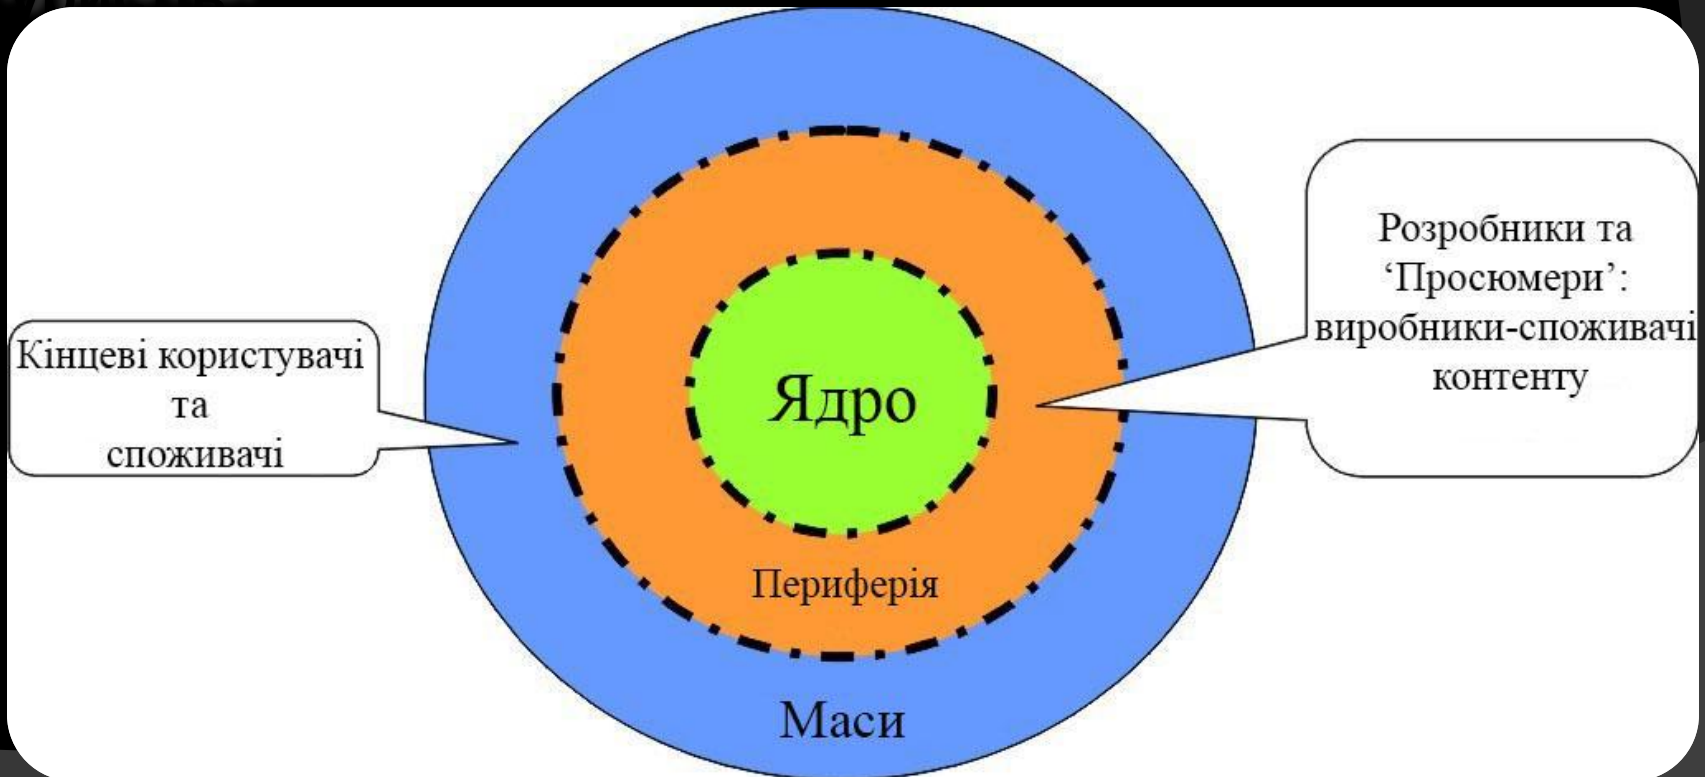 Кінцеві користувачі
та
споживачі
Ядро
Периферія
Маси
Розробники та
‘Просюмери’:
виробники-споживачі
контенту